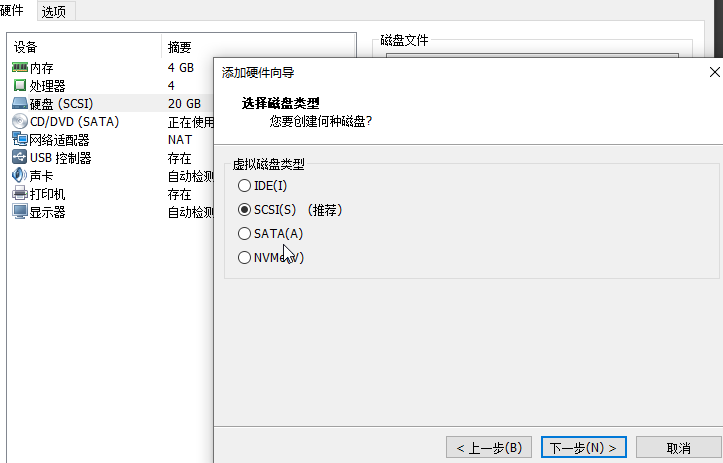 硬件 选项
设备 摘要
内存 4 GB
处理器 4
硬盘 (SCSI) 20 GB
CD/DVD (SATA) 正在使用
网络适配器 NAT
USB 控制器 存在
声卡 自动检测
打印机 存在
显示器 自动检测
磁盘文件
添加硬件向导
选择磁盘类型
您要创建何种磁盘?
虚拟磁盘类型
IDE(I)
SCSI(S) (推荐)
SATA(A)
NVMe(V)
< 上一步(B) 下一步(N) > 取消